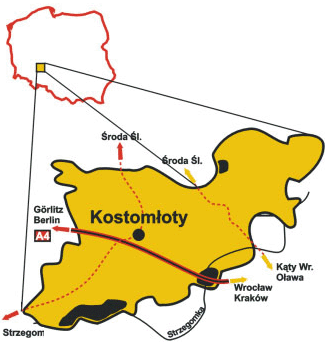 Środa Śl.
Środa Śl.
Görlitz
Berlin
A4
Kostomłoty
Kąty Wr.
Oława
Wrocław
Kraków
Strzegomka
Strzegom